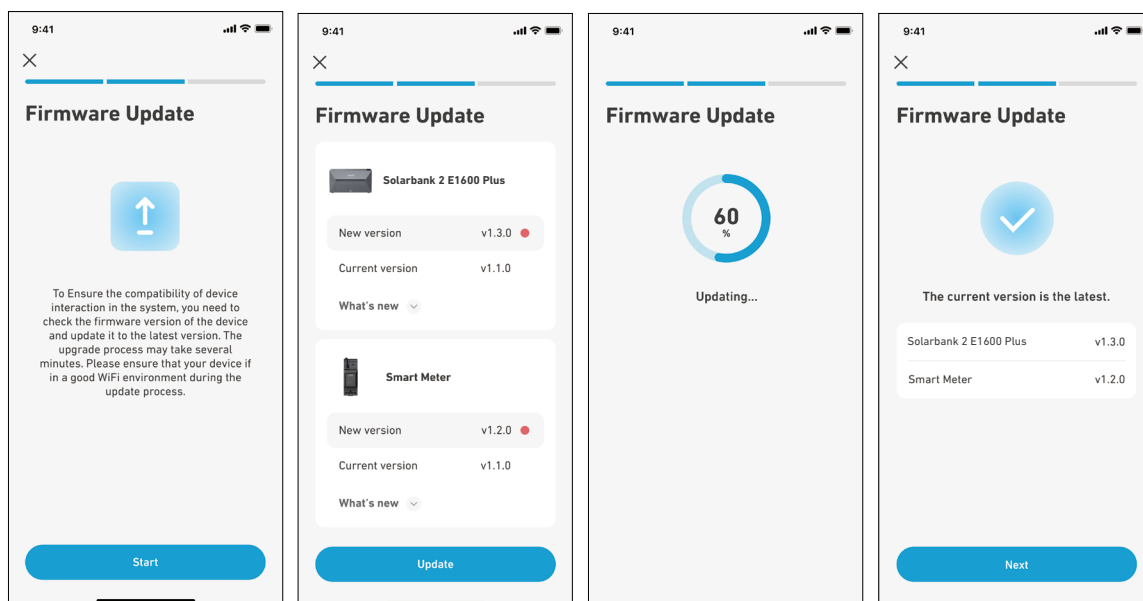 9:41
Firmware Update
To Ensure the compatibility of device
interaction in the system, you need to
check the firmware version of the device
and update it to the latest version. The
upgrade process may take several
minutes. Please ensure that your device if
in a good WiFi environment during the
update process.
Start
9:41
Firmware Update
Solarbank 2 E1600 Plus
New version v1.3.0
Current version v1.1.0
What's new
Smart Meter
New version v1.2.0
Current version v1.1.0
What's new
Update
9:41
Firmware Update
60
%
Updating...
9:41
Firmware Update
The current version is the latest.
Solarbank 2 E1600 Plus v1.3.0
Smart Meter v1.2.0
Next